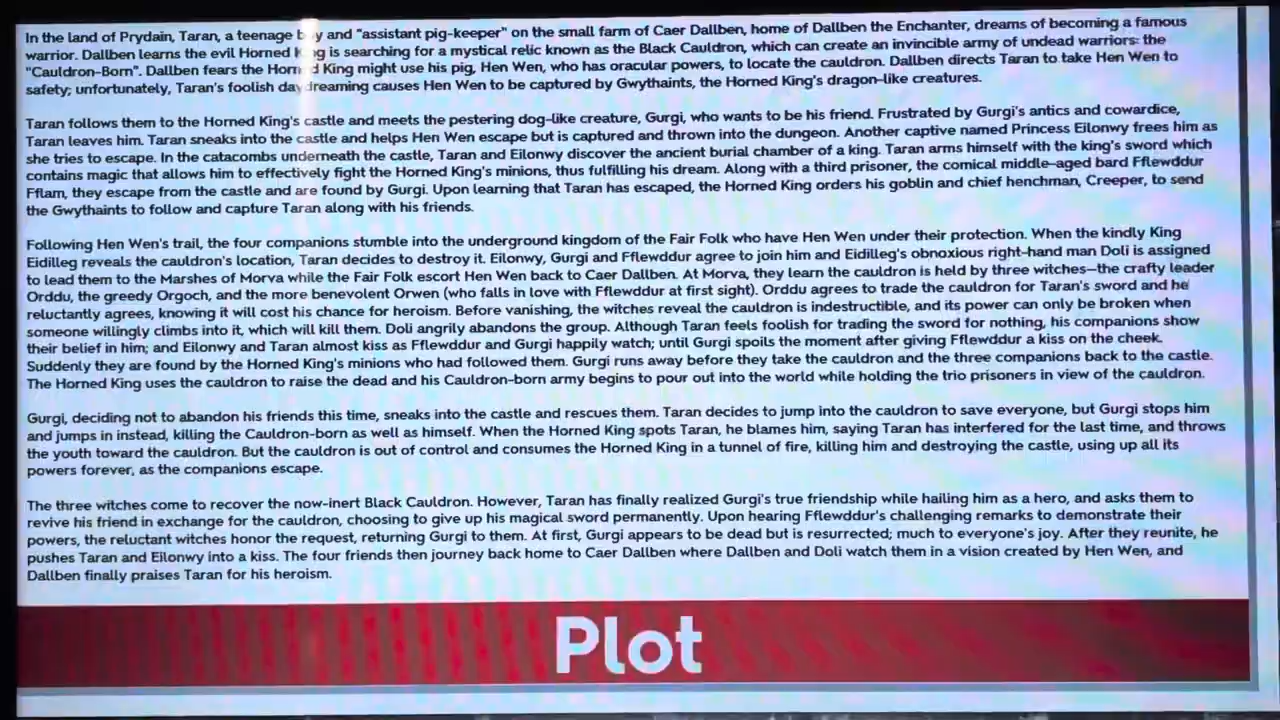 In the land of Prydain, Taran, a teenage boy and "assistant pig-keeper" on the small farm of Caer Dallben, home of Dallben the Enchanter, dreams of becoming a famous
warrior. Dallben learns the evil Horned King is searching for a mystical relic known as the Black Cauldron, which can create an invincible army of undead warriors: the
"Cauldron-Born". Dallben fears the Horned King might use his pig, Hen Wen, who has oracular powers, to locate the cauldron. Dallben directs Taran to take Hen Wen to
safety; unfortunately, Taran's foolish daydreaming causes Hen Wen to be captured by Gwythaints, the Horned King's dragon-like creatures.
Taran follows them to the Horned King's castle and meets the pestering dog-like creature, Gurgi, who wants to be his friend. Frustrated by Gurgi's antics and cowardice,
Taran leaves him. Taran sneaks into the castle and helps Hen Wen escape but is captured and thrown into the dungeon. Another captive named Princess Eilonwy frees him as
she tries to escape. In the catacombs underneath the castle, Taran and Eilonwy discover the ancient burial chamber of a king. Taran arms himself with the king's sword which
contains magic that allows him to effectively fight the Horned King's minions, thus fulfilling his dream. Along with a third prisoner, the comical middle-aged bard Fflewddur
Fflam, they escape from the castle and are found by Gurgi. Upon learning that Taran has escaped, the Horned King orders his goblin and chief henchman, Creeper, to send
the Gwythaints to follow and capture Taran along with his friends.
Following Hen Wen's trail, the four companions stumble into the underground kingdom of the Fair Folk who have Hen Wen under their protection. When the kindly King
Eidilleg reveals the cauldron's location, Taran decides to destroy it. Eilonwy, Gurgi and Fflewddur agree to join him and Eidilleg's obnoxious right-hand man Doli is assigned
to lead them to the Marshes of Morva while the Fair Folk escort Hen Wen back to Caer Dallben. At Morva, they learn the cauldron is held by three witches—the crafty leader
Orddu, the greedy Orgoch, and the more benevolent Orwen (who falls in love with Fflewddur at first sight). Orddu agrees to trade the cauldron for Taran's sword and he
reluctantly agrees, knowing it will cost his chance for heroism. Before vanishing, the witches reveal the cauldron is indestructible, and its power can only be broken when
someone willingly climbs into it, which will kill them. Doli angrily abandons the group. Although Taran feels foolish for trading the sword for nothing, his companions show
their belief in him; and Eilonwy and Taran almost kiss as Fflewddur and Gurgi happily watch; until Gurgi spoils the moment after giving Fflewddur a kiss on the cheek.
Suddenly they are found by the Horned King's minions who had followed them. Gurgi runs away before they take the cauldron and the three companions back to the castle.
The Horned King uses the cauldron to raise the dead and his Cauldron-born army begins to pour out into the world while holding the trio prisoners in view of the cauldron.
Gurgi, deciding not to abandon his friends this time, sneaks into the castle and rescues them. Taran decides to jump into the cauldron to save everyone, but Gurgi stops him
and jumps in instead, killing the Cauldron-born as well as himself. When the Horned King spots Taran, he blames him, saying Taran has interfered for the last time, and throws
the youth toward the cauldron. But the cauldron is out of control and consumes the Horned King in a tunnel of fire, killing him and destroying the castle, using up all its
powers forever, as the companions escape.
The three witches come to recover the now-inert Black Cauldron. However, Taran has finally realized Gurgi's true friendship while hailing him as a hero, and asks them to
revive his friend in exchange for the cauldron, choosing to give up his magical sword permanently. Upon hearing Fflewddur's challenging remarks to demonstrate their
powers, the reluctant witches honor the request, returning Gurgi to them. At first, Gurgi appears to be dead but is resurrected; much to everyone's joy. After they reunite, he
pushes Taran and Eilonwy into a kiss. The four friends then journey back home to Caer Dallben where Dallben and Doli watch them in a vision created by Hen Wen, and
Dallben finally praises Taran for his heroism.
Plot